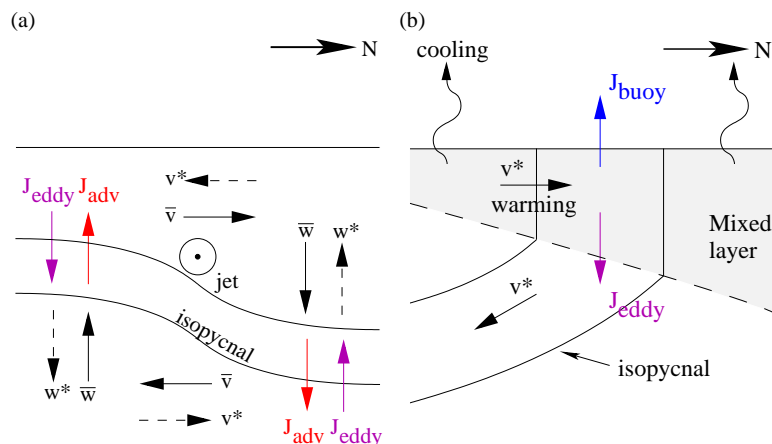 (a)
N
v*
J_eddy
J_adv
v̅
w̅
w*
jet
isopycnal
w*
w̅
v̅
v*
J_adv
J_eddy
(b)
N
cooling
J_buoy
v*
warming
Mixed
layer
v*
J_eddy
isopycnal